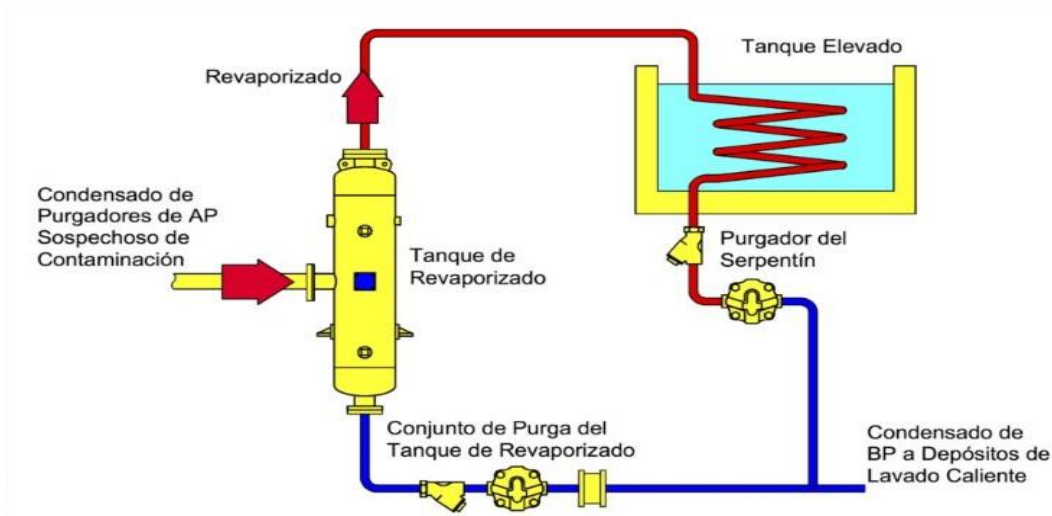 Tanque Elevado
Revaporizado
Condensado de
Purgadores de AP
Sospechoso de
Contaminación
Tanque de
Revaporizado
Purgador del
Serpentín
Conjunto de Purga del
Tanque de Revaporizado
Condensado de
BP a Depósitos de
Lavado Caliente